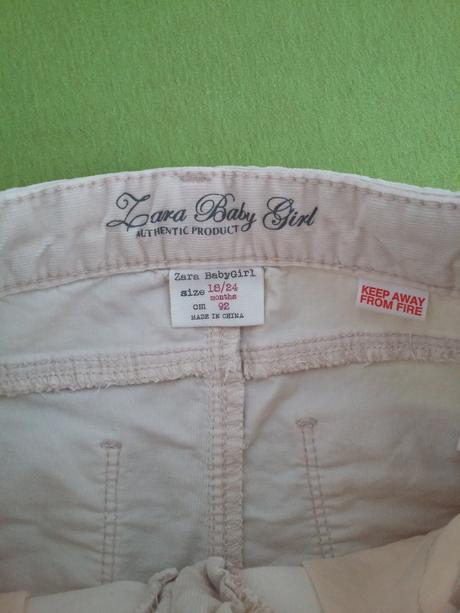 Zara Baby Girl
AUTHENTIC PRODUCT
Zara BabyGirl
size 18/24
months
cm 92
MADE IN CHINA
KEEP AWAY
FROM FIRE